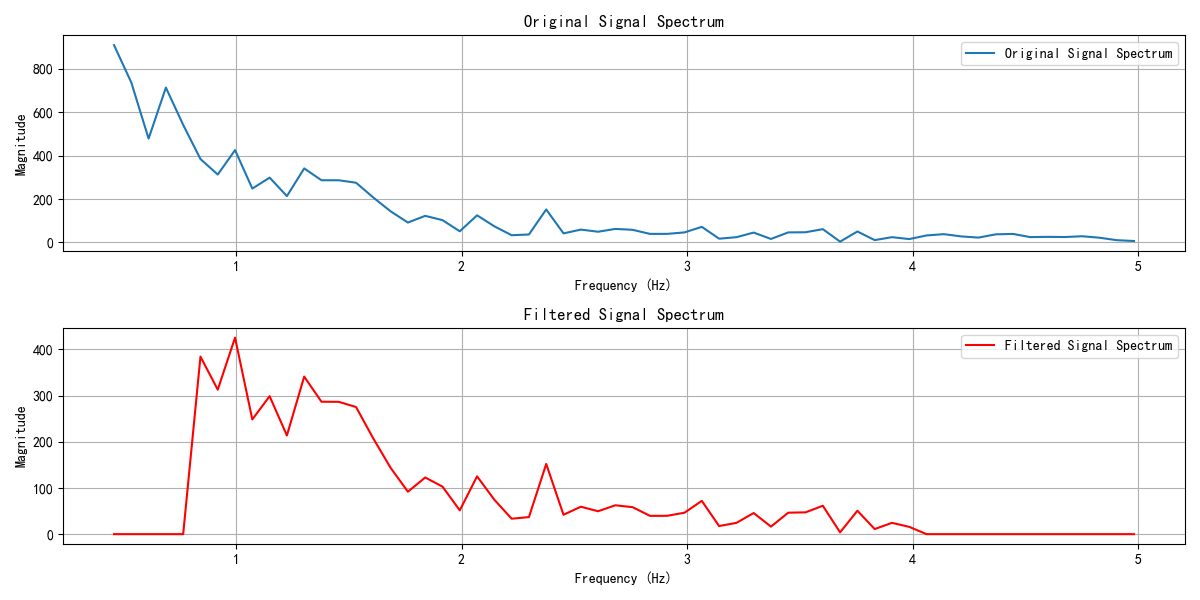 Original Signal Spectrum
Original Signal Spectrum
800
600
400
200
0
Magnitude
1 2 3 4 5
Frequency (Hz)
Filtered Signal Spectrum
Filtered Signal Spectrum
400
300
200
100
0
Magnitude
1 2 3 4 5
Frequency (Hz)